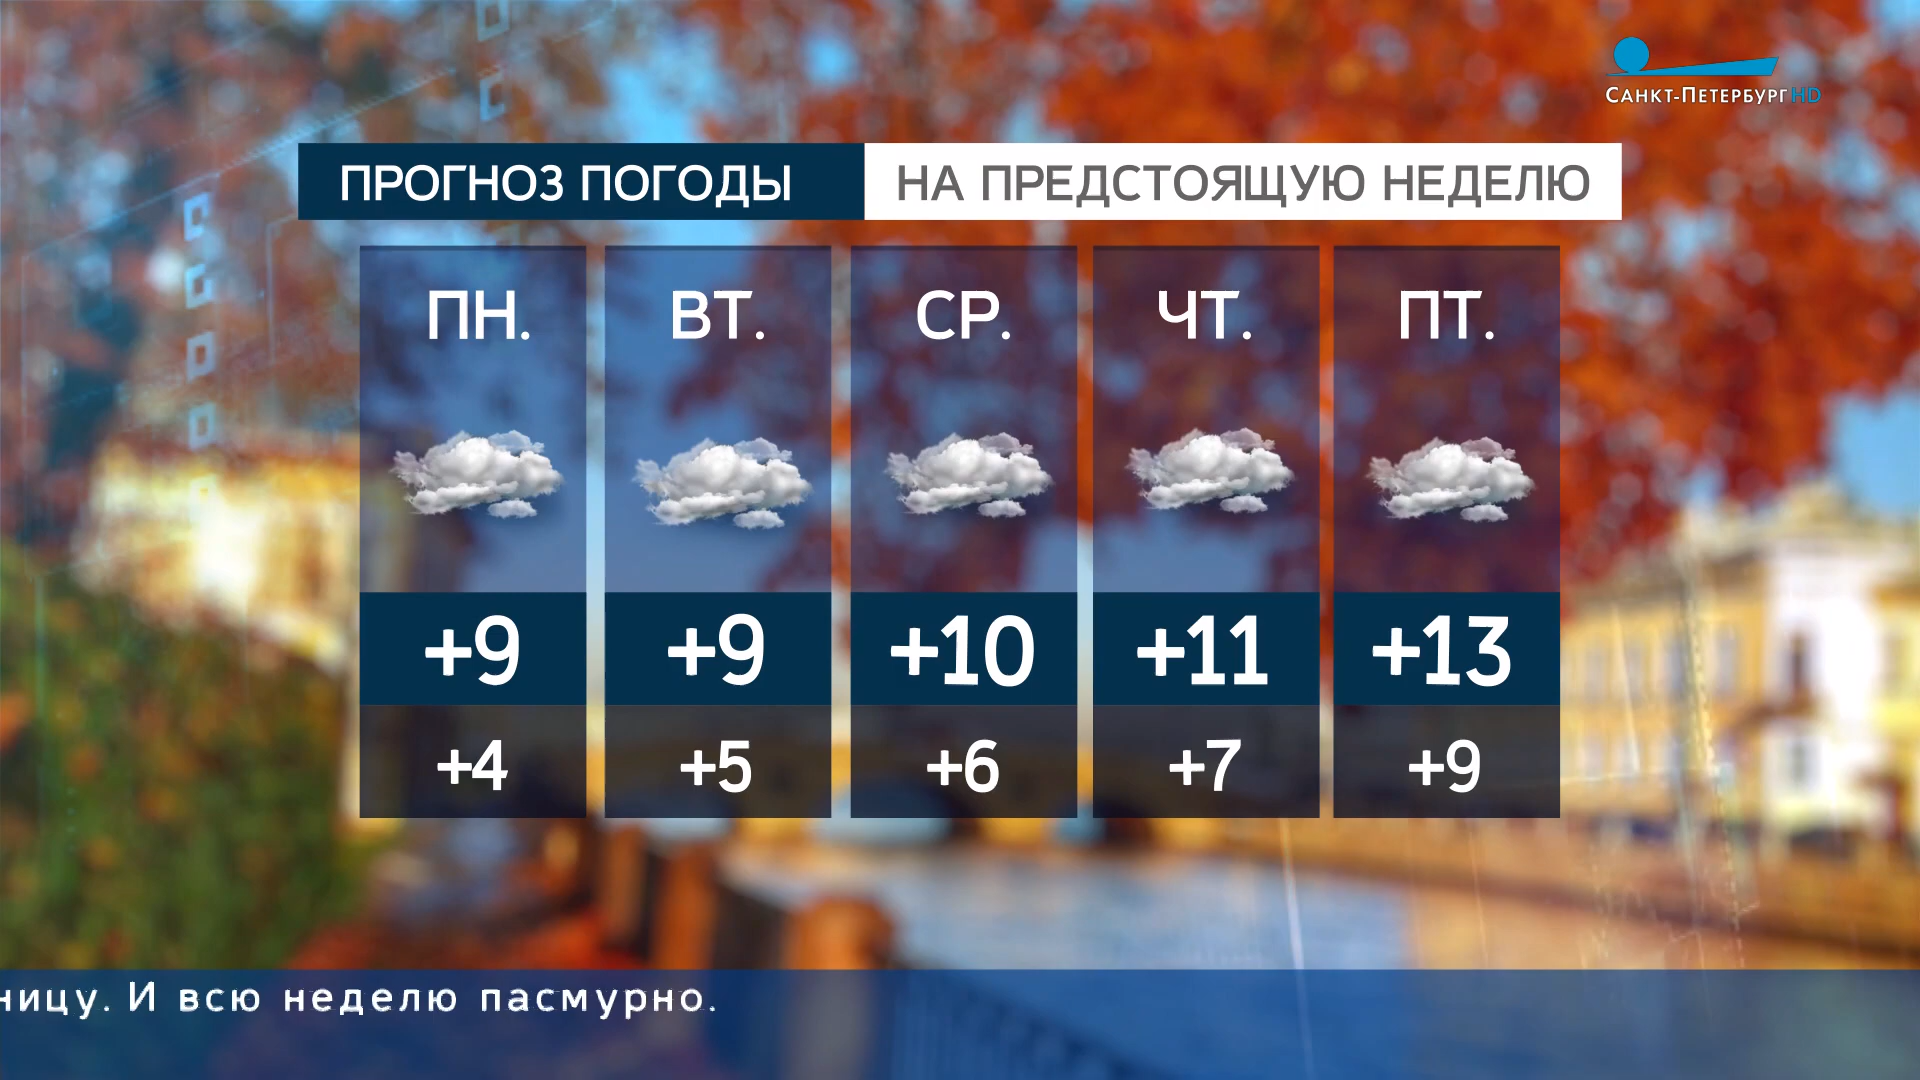 САНКТ-ПЕТЕРБУРГ HD
ПРОГНОЗ ПОГОДЫ НА ПРЕДСТОЯЩУЮ НЕДЕЛЮ
ПН. ВТ. СР. ЧТ. ПТ.
+9 +9 +10 +11 +13
+4 +5 +6 +7 +9
ницу. И всю неделю пасмурно.